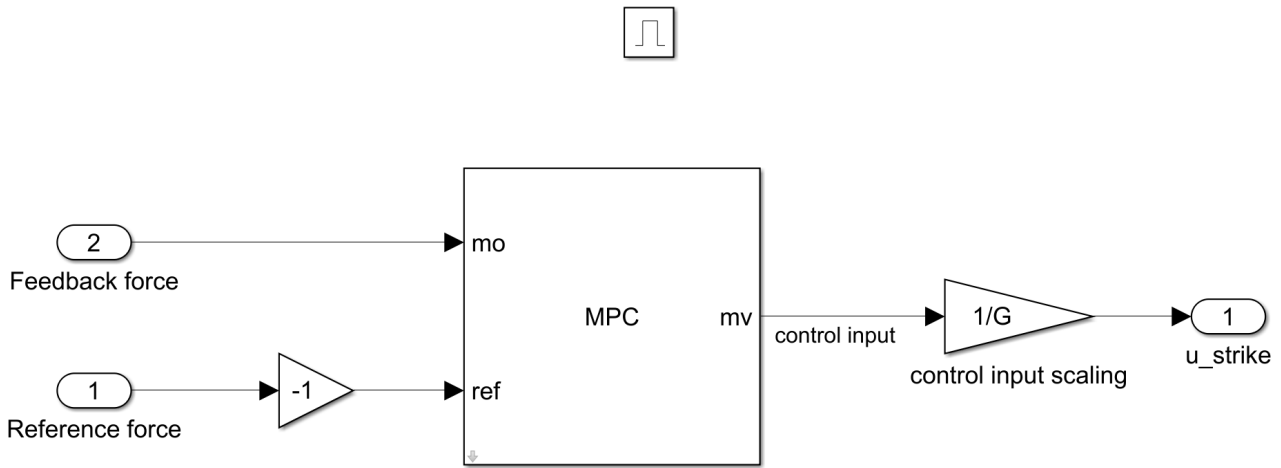 2
Feedback force
mo
MPC
mv
control input
1/G
control input scaling
1
u_strike
1
Reference force
-1
ref